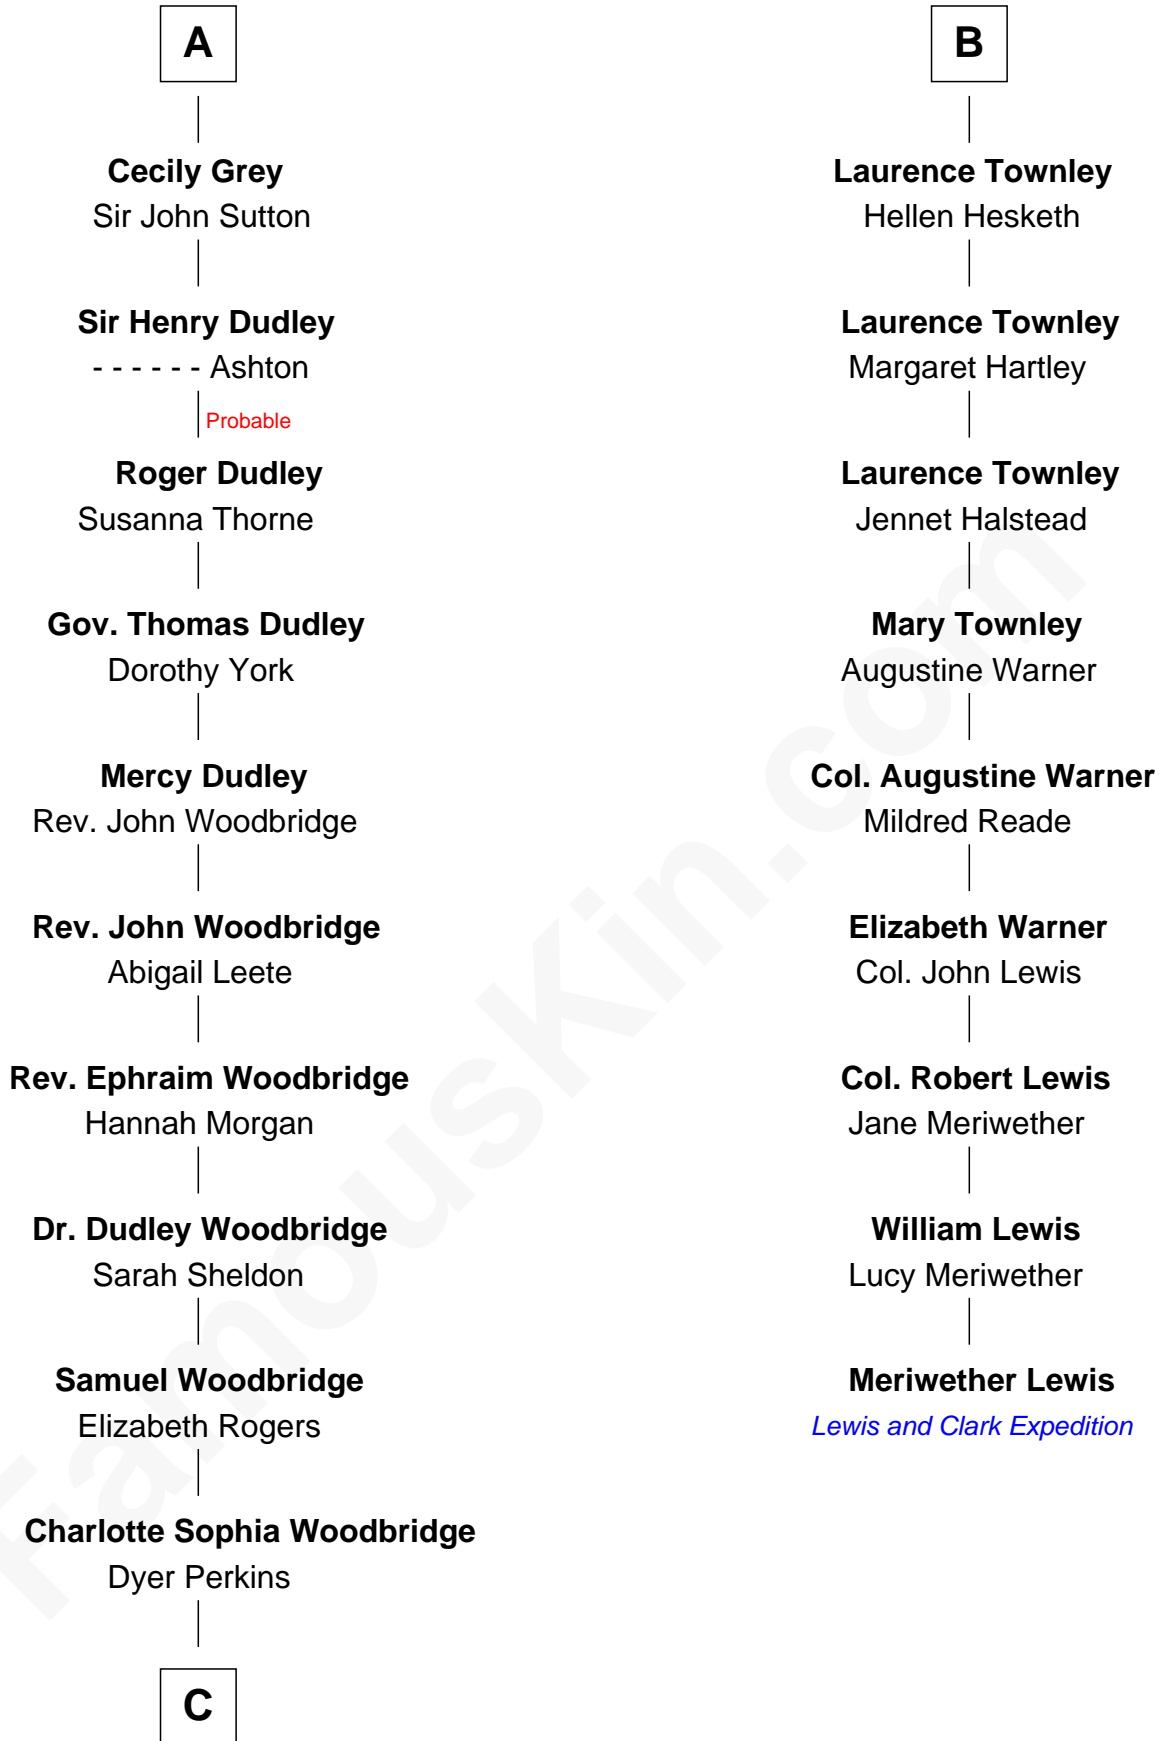 A
Cecily Grey
Sir John Sutton
Sir Henry Dudley
- - - - - - Ashton
Probable
Roger Dudley
Susanna Thorne
Gov. Thomas Dudley
Dorothy York
Mercy Dudley
Rev. John Woodbridge
Rev. John Woodbridge
Abigail Leete
Rev. Ephraim Woodbridge
Hannah Morgan
Dr. Dudley Woodbridge
Sarah Sheldon
Samuel Woodbridge
Elizabeth Rogers
Charlotte Sophia Woodbridge
Dyer Perkins
C
B
Laurence Townley
Hellen Hesketh
Laurence Townley
Margaret Hartley
Laurence Townley
Jennet Halstead
Mary Townley
Augustine Warner
Col. Augustine Warner
Mildred Reade
Elizabeth Warner
Col. John Lewis
Col. Robert Lewis
Jane Meriwether
William Lewis
Lucy Meriwether
Meriwether Lewis
Lewis and Clark Expedition
FamousKin.com